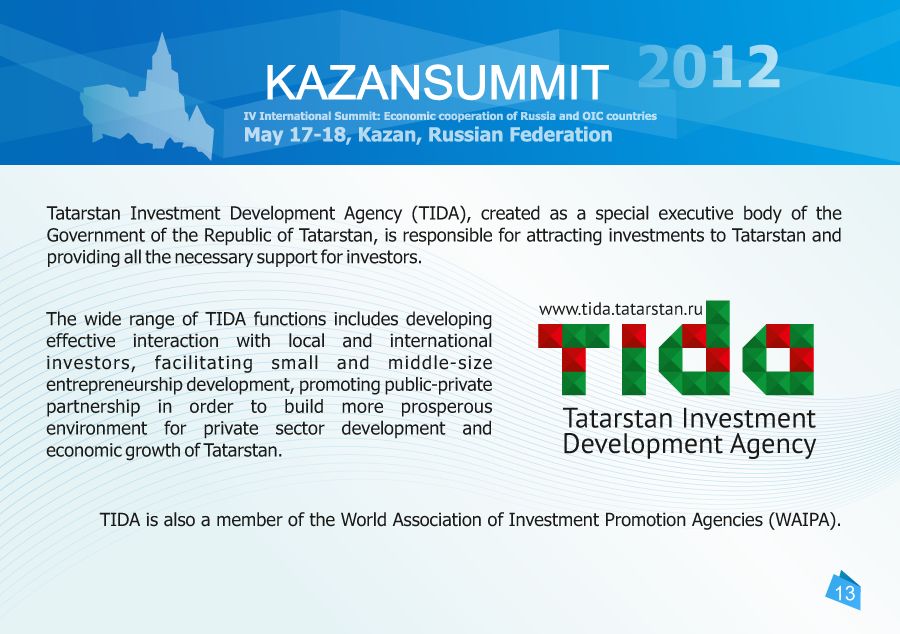 KAZANSUMMIT 2012
IV International Summit: Economic cooperation of Russia and OIC countries
May 17-18, Kazan, Russian Federation
Tatarstan Investment Development Agency (TIDA), created as a special executive body of the
Government of the Republic of Tatarstan, is responsible for attracting investments to Tatarstan and
providing all the necessary support for investors.
The wide range of TIDA functions includes developing
effective interaction with local and international
investors, facilitating small and middle-size
entrepreneurship development, promoting public-private
partnership in order to build more prosperous
environment for private sector development and
economic growth of Tatarstan.
www.tida.tatarstan.ru
Tida
Tatarstan Investment
Development Agency
TIDA is also a member of the World Association of Investment Promotion Agencies (WAIPA).
13